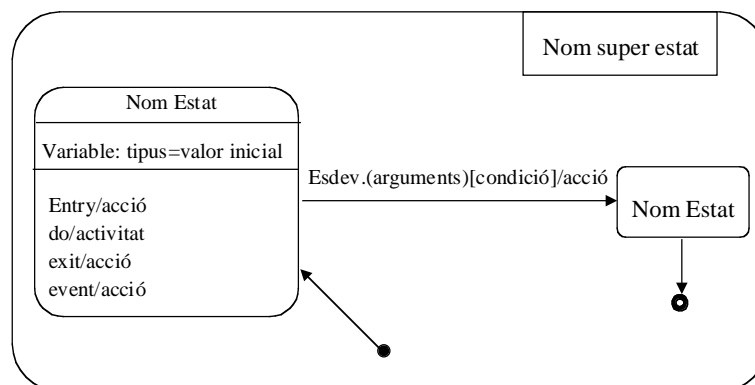 Nom super estat
Nom Estat
Variable: tipus=valor inicial
Entry/acció
do/activitat
exit/acció
event/acció
Esdev.(arguments)[condició]/acció
Nom Estat